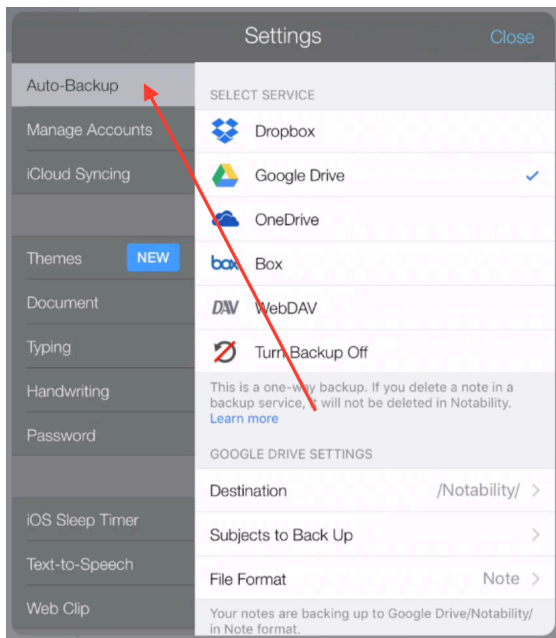 Settings
Close
Auto-Backup
Manage Accounts
iCloud Syncing
Themes
NEW
Document
Typing
Handwriting
Password
iOS Sleep Timer
Text-to-Speech
Web Clip
SELECT SERVICE
Dropbox
Google Drive
OneDrive
box Box
DAV WebDAV
Turn Backup Off
This is a one-way backup. If you delete a note in a
backup service, it will not be deleted in Notability.
Learn more
GOOGLE DRIVE SETTINGS
Destination /Notability/
Subjects to Back Up
File Format Note
Your notes are backing up to Google Drive/Notability/
in Note format.